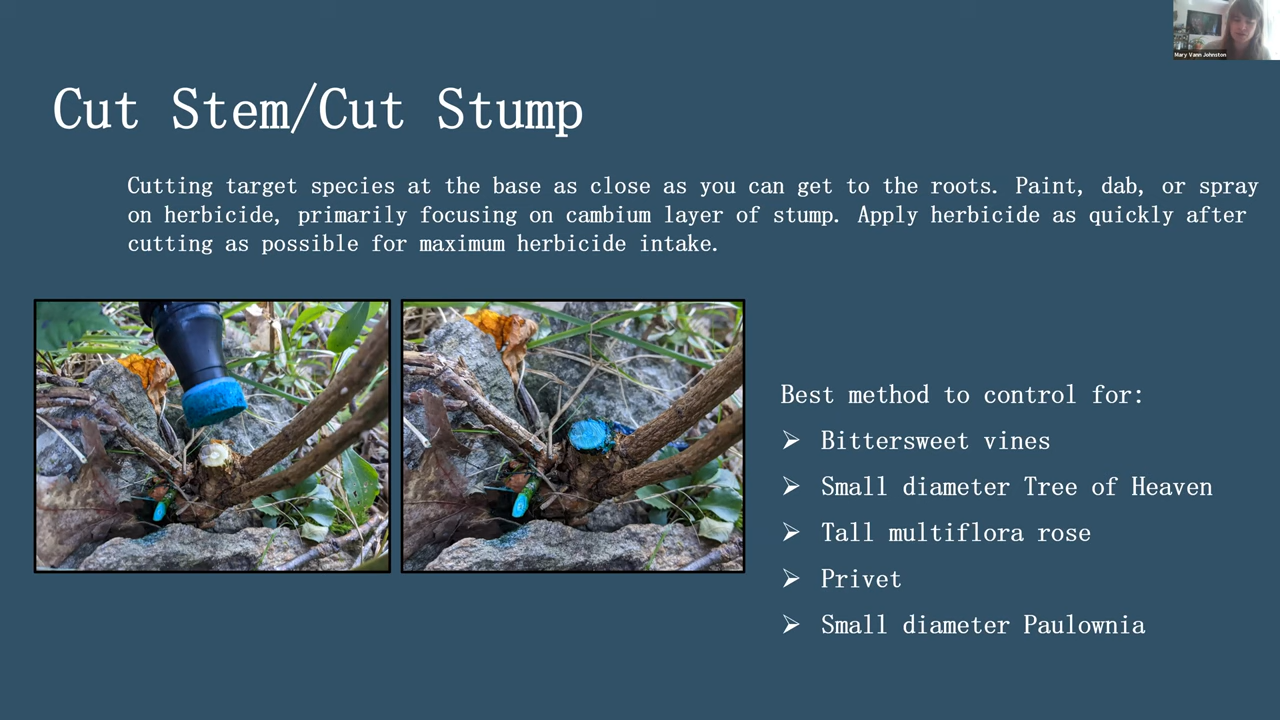 Mary Vann Johnston
Cut Stem/Cut Stump
Cutting target species at the base as close as you can get to the roots. Paint, dab, or spray
on herbicide, primarily focusing on cambium layer of stump. Apply herbicide as quickly after
cutting as possible for maximum herbicide intake.
Best method to control for:
➢ Bittersweet vines
➢ Small diameter Tree of Heaven
➢ Tall multiflora rose
➢ Privet
➢ Small diameter Paulownia